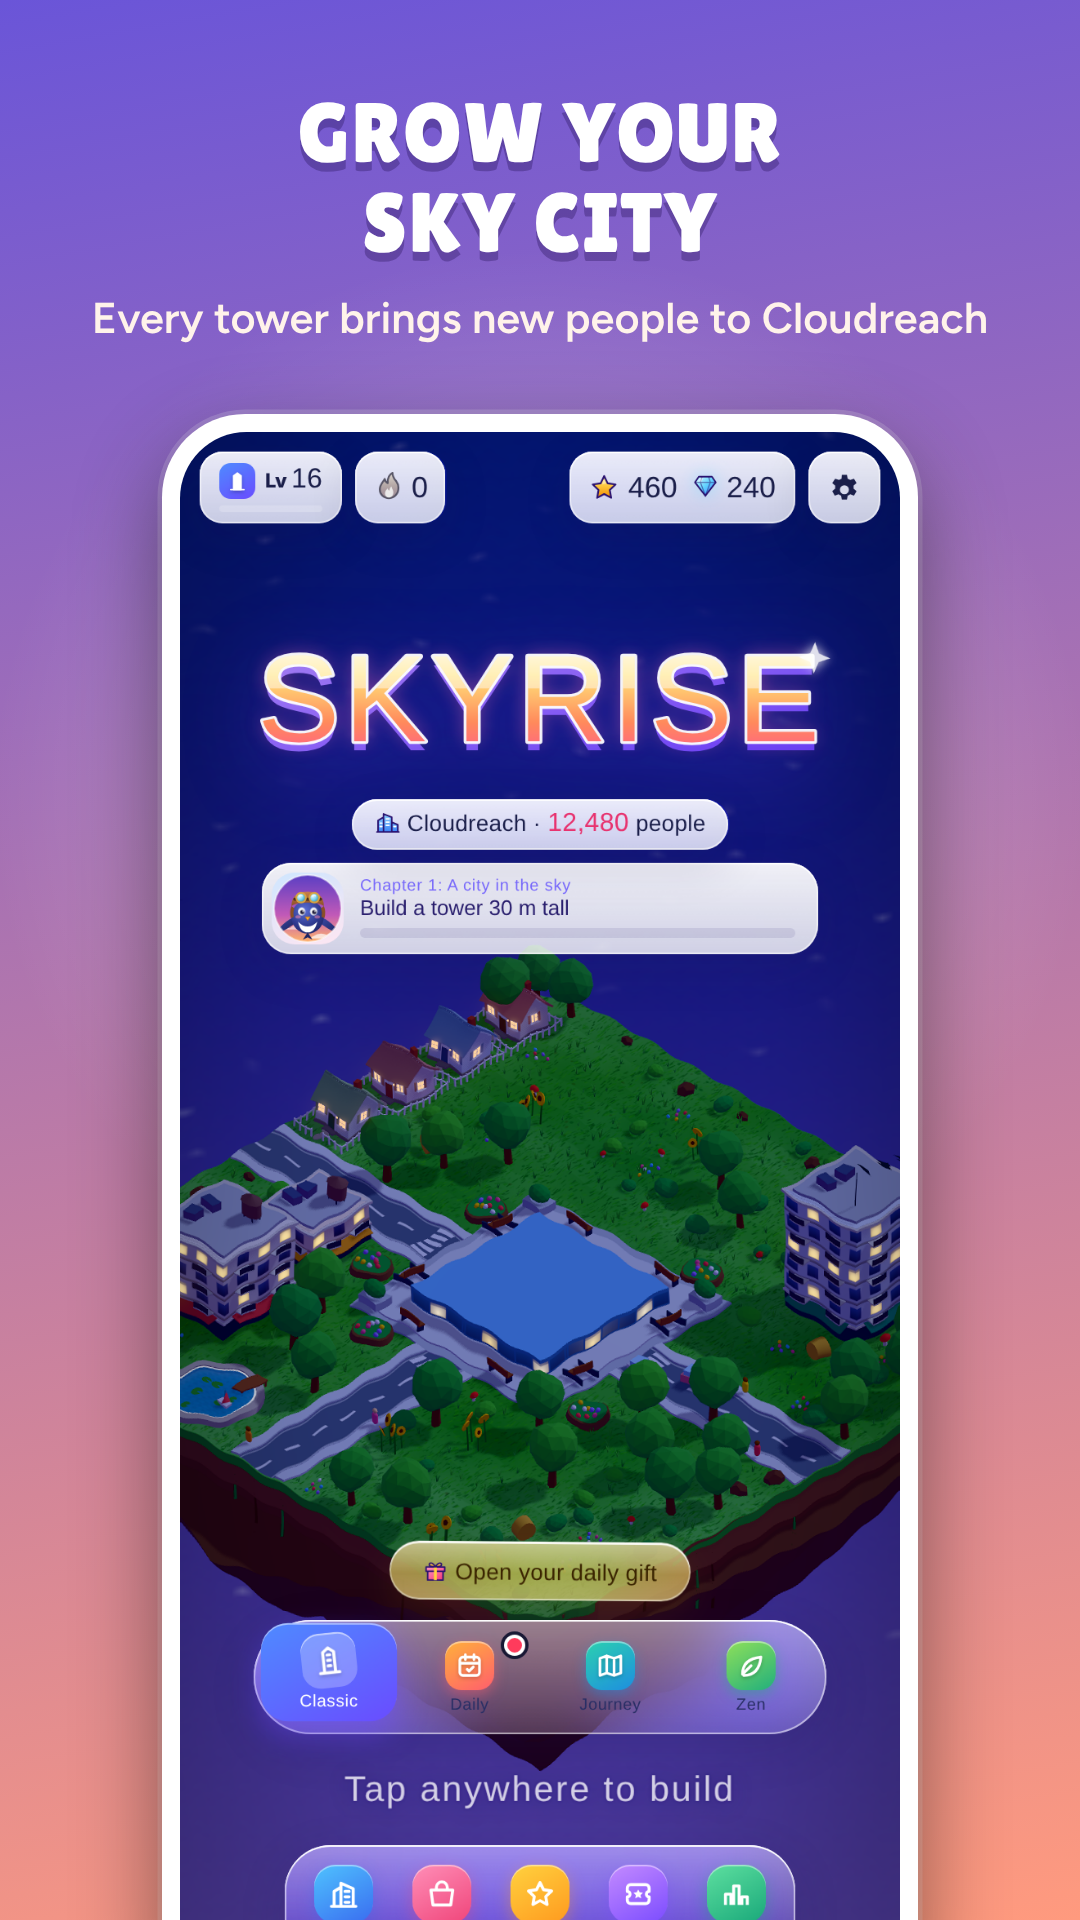 GROW YOUR
SKY CITY
Every tower brings new people to Cloudreach
Lv 16
0
460
240
SKYRISE
Cloudreach · 12,480 people
Chapter 1: A city in the sky
Build a tower 30 m tall
Open your daily gift
Classic
Daily
Journey
Zen
Tap anywhere to build